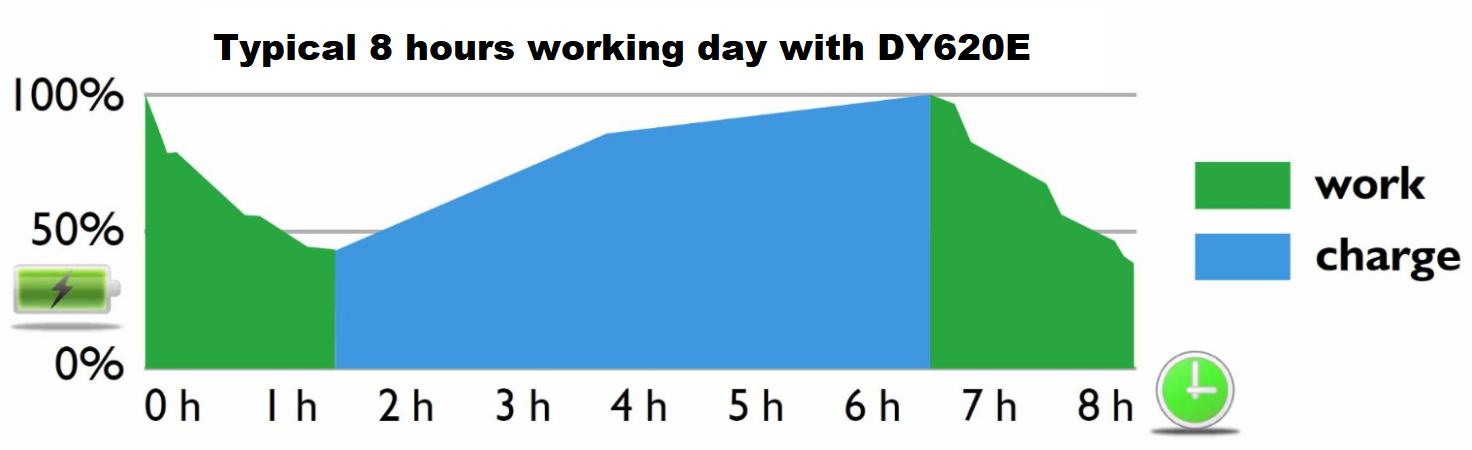 Typical 8 hours working day with DY620E
100%
50%
0%
0 h 1 h 2 h 3 h 4 h 5 h 6 h 7 h 8 h
work
charge